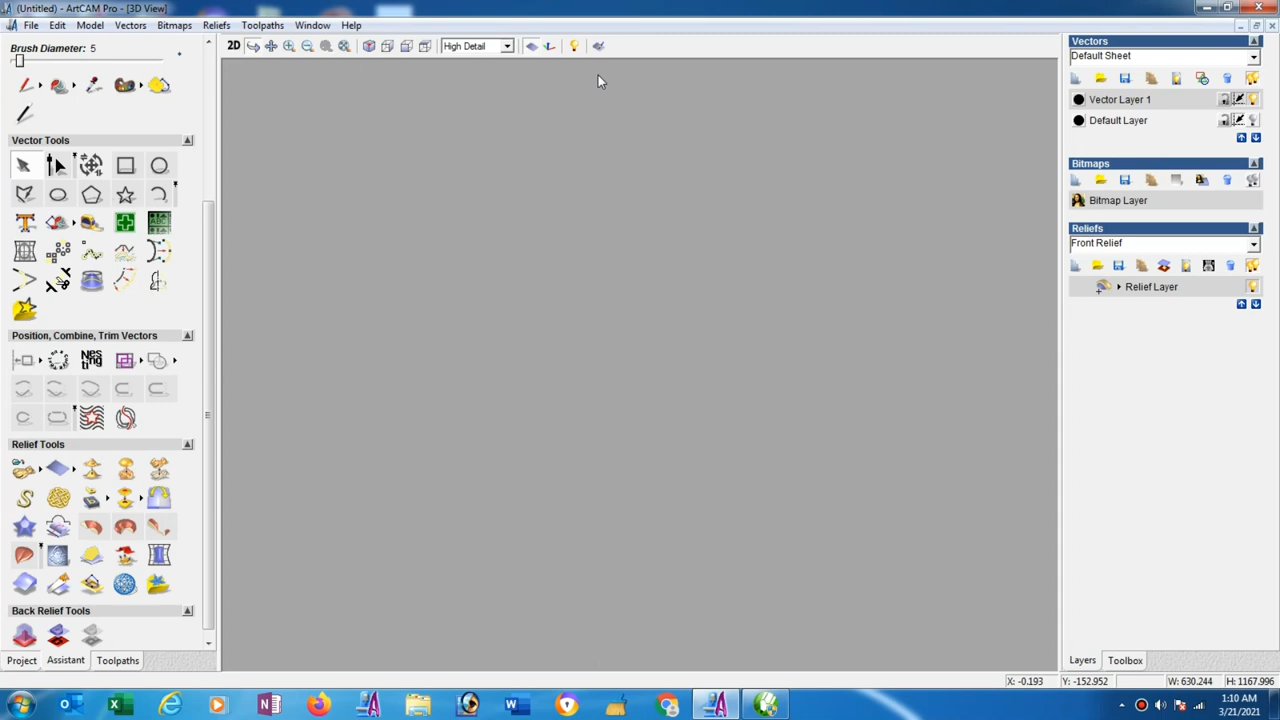 (Untitled) - ArtCAM Pro - [3D View]
File Edit Model Vectors Bitmaps Reliefs Toolpaths Window Help
Brush Diameter: 5
2D
High Detail
Vector Tools
Position, Combine, Trim Vectors
Nes
ting
Relief Tools
Back Relief Tools
Project Assistant Toolpaths
Vectors
Default Sheet
Vector Layer 1
Default Layer
Bitmaps
Bitmap Layer
Reliefs
Front Relief
Relief Layer
Layers Toolbox
X: -0.193 Y: -152.952 W: 630.244 H: 1167.996
1:10 AM
3/21/2021